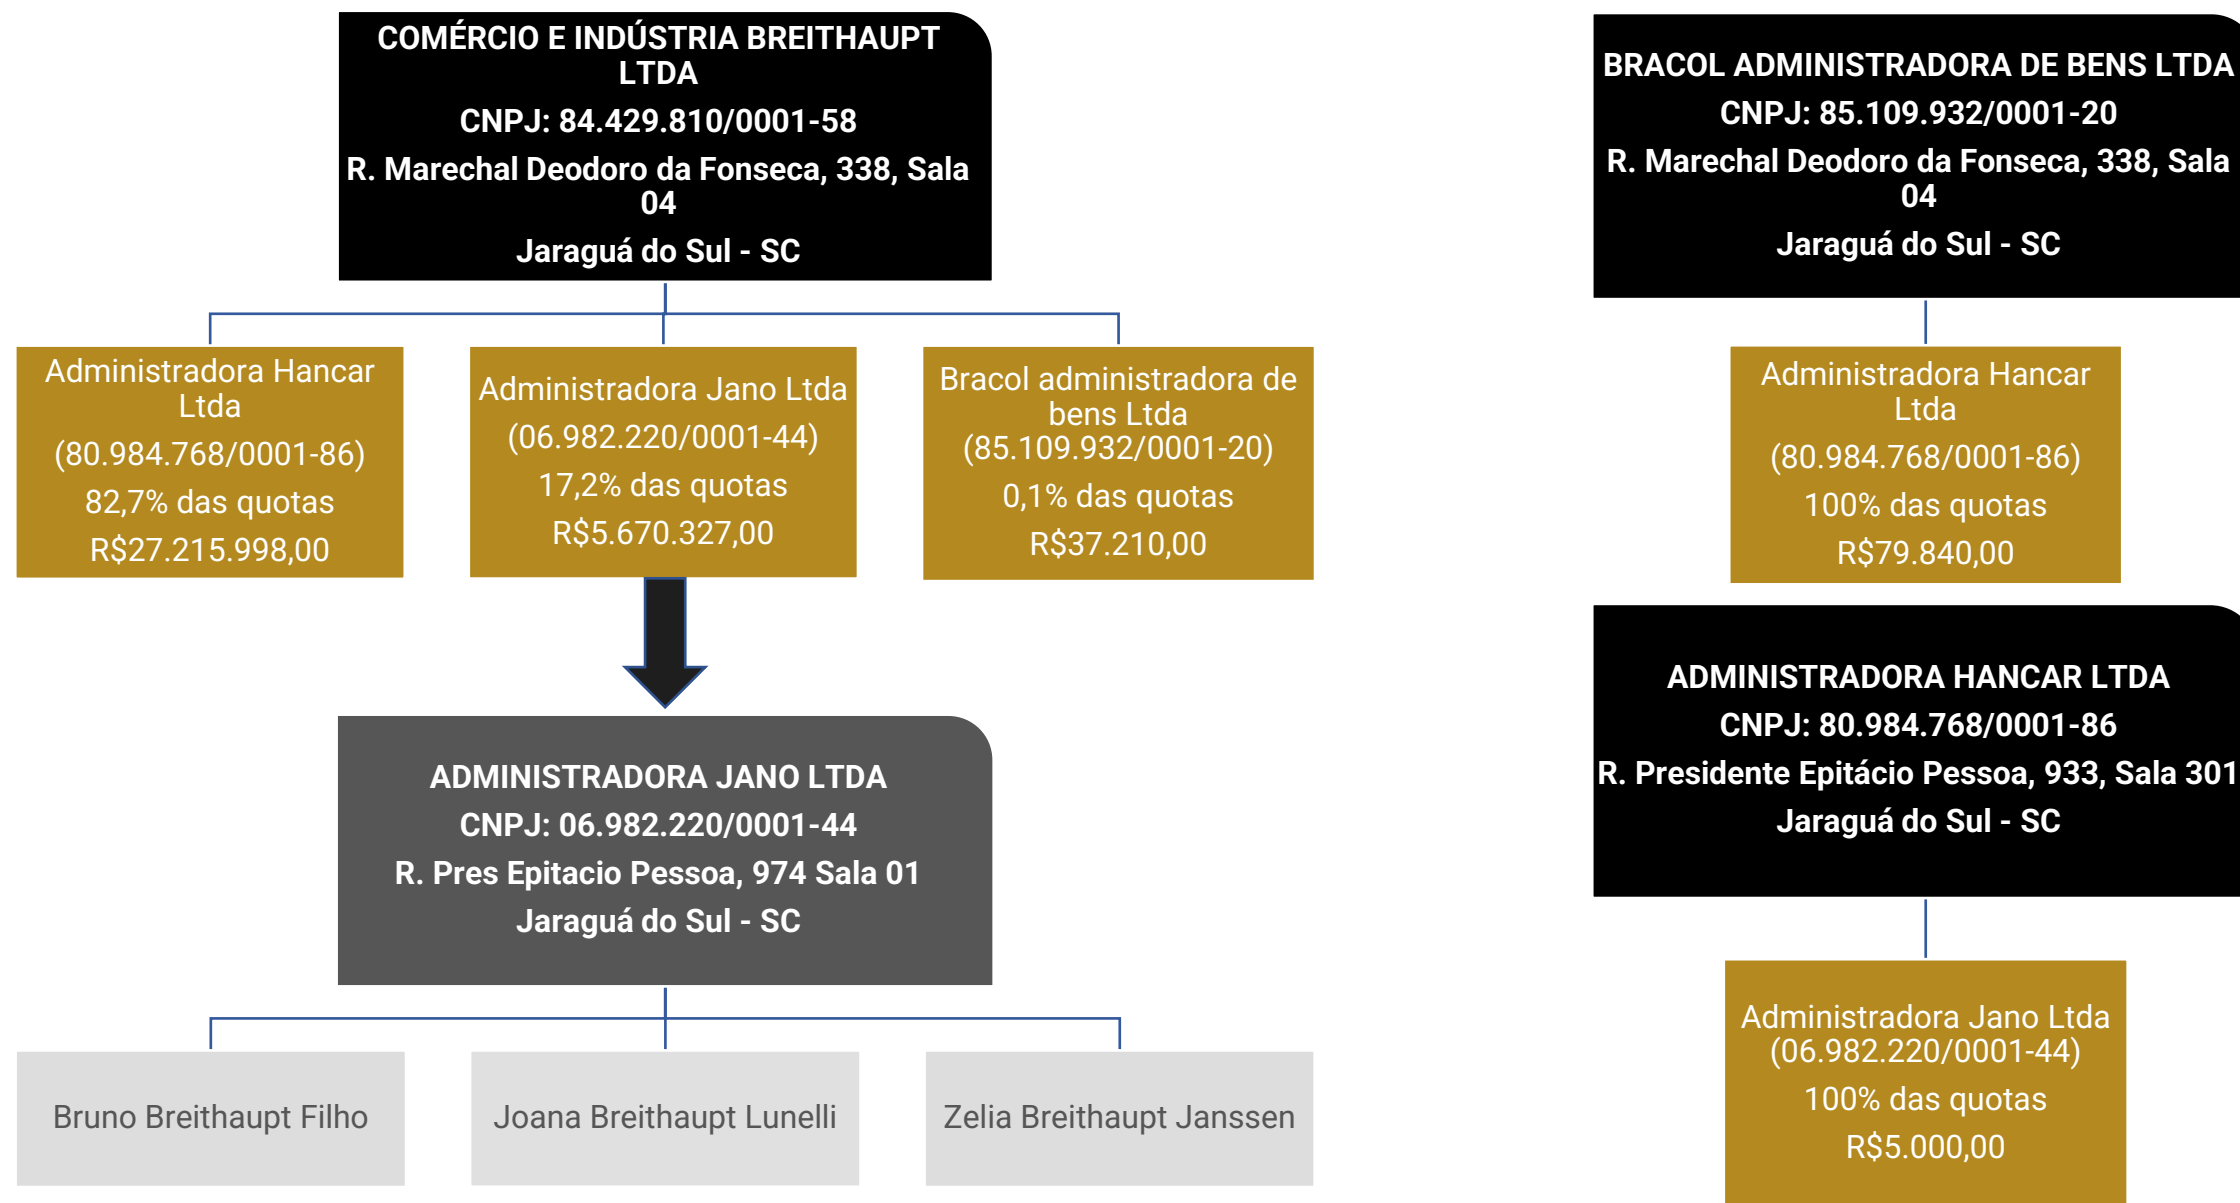 COMÉRCIO E INDÚSTRIA BREITHAUPT
LTDA
CNPJ: 84.429.810/0001-58
R. Marechal Deodoro da Fonseca, 338, Sala
04
Jaraguá do Sul - SC
Administradora Hancar
Ltda
(80.984.768/0001-86)
82,7% das quotas
R$27.215.998,00
Administradora Jano Ltda
(06.982.220/0001-44)
17,2% das quotas
R$5.670.327,00
Bracol administradora de
bens Ltda
(85.109.932/0001-20)
0,1% das quotas
R$37.210,00
ADMINISTRADORA JANO LTDA
CNPJ: 06.982.220/0001-44
R. Pres Epitacio Pessoa, 974 Sala 01
Jaraguá do Sul - SC
Bruno Breithaupt Filho
Joana Breithaupt Lunelli
Zelia Breithaupt Janssen
BRACOL ADMINISTRADORA DE BENS LTDA
CNPJ: 85.109.932/0001-20
R. Marechal Deodoro da Fonseca, 338, Sala
04
Jaraguá do Sul - SC
Administradora Hancar
Ltda
(80.984.768/0001-86)
100% das quotas
R$79.840,00
ADMINISTRADORA HANCAR LTDA
CNPJ: 80.984.768/0001-86
R. Presidente Epitácio Pessoa, 933, Sala 301
Jaraguá do Sul - SC
Administradora Jano Ltda
(06.982.220/0001-44)
100% das quotas
R$5.000,00